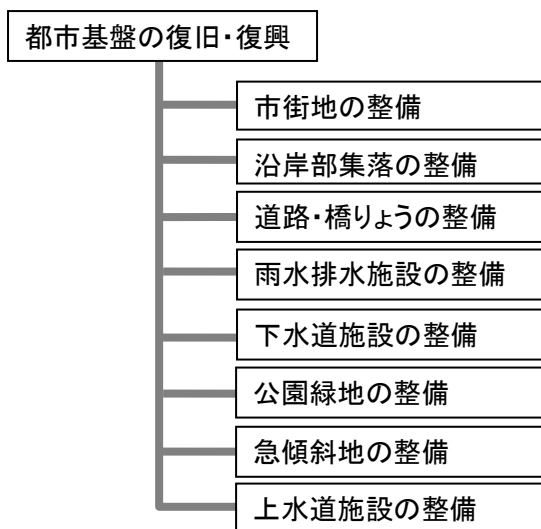 都市基盤の復旧・復興
市街地の整備
沿岸部集落の整備
道路・橋りょうの整備
雨水排水施設の整備
下水道施設の整備
公園緑地の整備
急傾斜地の整備
上水道施設の整備